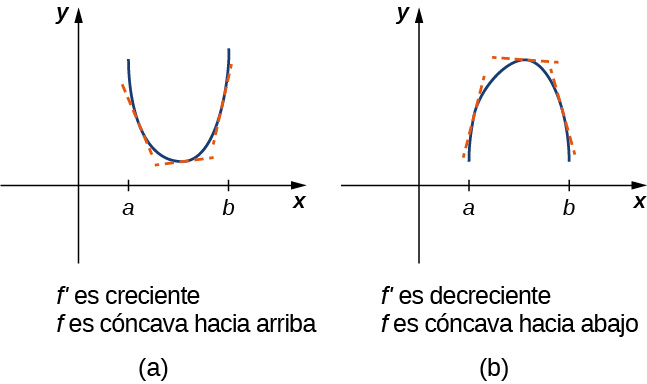 y
x
a
b
f' es creciente
f es cóncava hacia arriba
(a)
y
x
a
b
f' es decreciente
f es cóncava hacia abajo
(b)